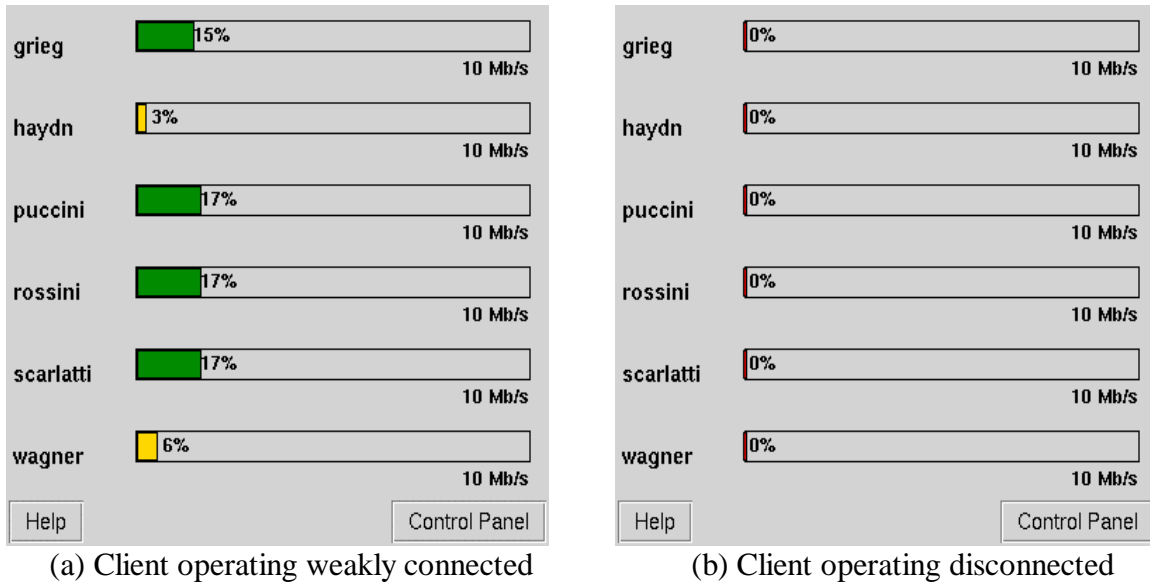 grieg
15%
10 Mb/s
haydn
3%
10 Mb/s
puccini
17%
10 Mb/s
rossini
17%
10 Mb/s
scarlatti
17%
10 Mb/s
wagner
6%
10 Mb/s
Help
Control Panel
(a) Client operating weakly connected
grieg
0%
10 Mb/s
haydn
0%
10 Mb/s
puccini
0%
10 Mb/s
rossini
0%
10 Mb/s
scarlatti
0%
10 Mb/s
wagner
0%
10 Mb/s
Help
Control Panel
(b) Client operating disconnected